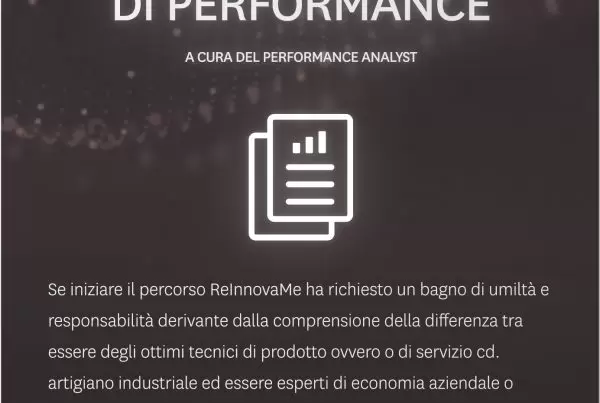 DI PERFORMANCE
A CURA DEL PERFORMANCE ANALYST
Se iniziare il percorso ReInnovaMe ha richiesto un bagno di umiltà e
responsabilità derivante dalla comprensione della differenza tra
essere degli ottimi tecnici di prodotto ovvero o di servizio cd.
artigiano industriale ed essere esperti di economia aziendale o